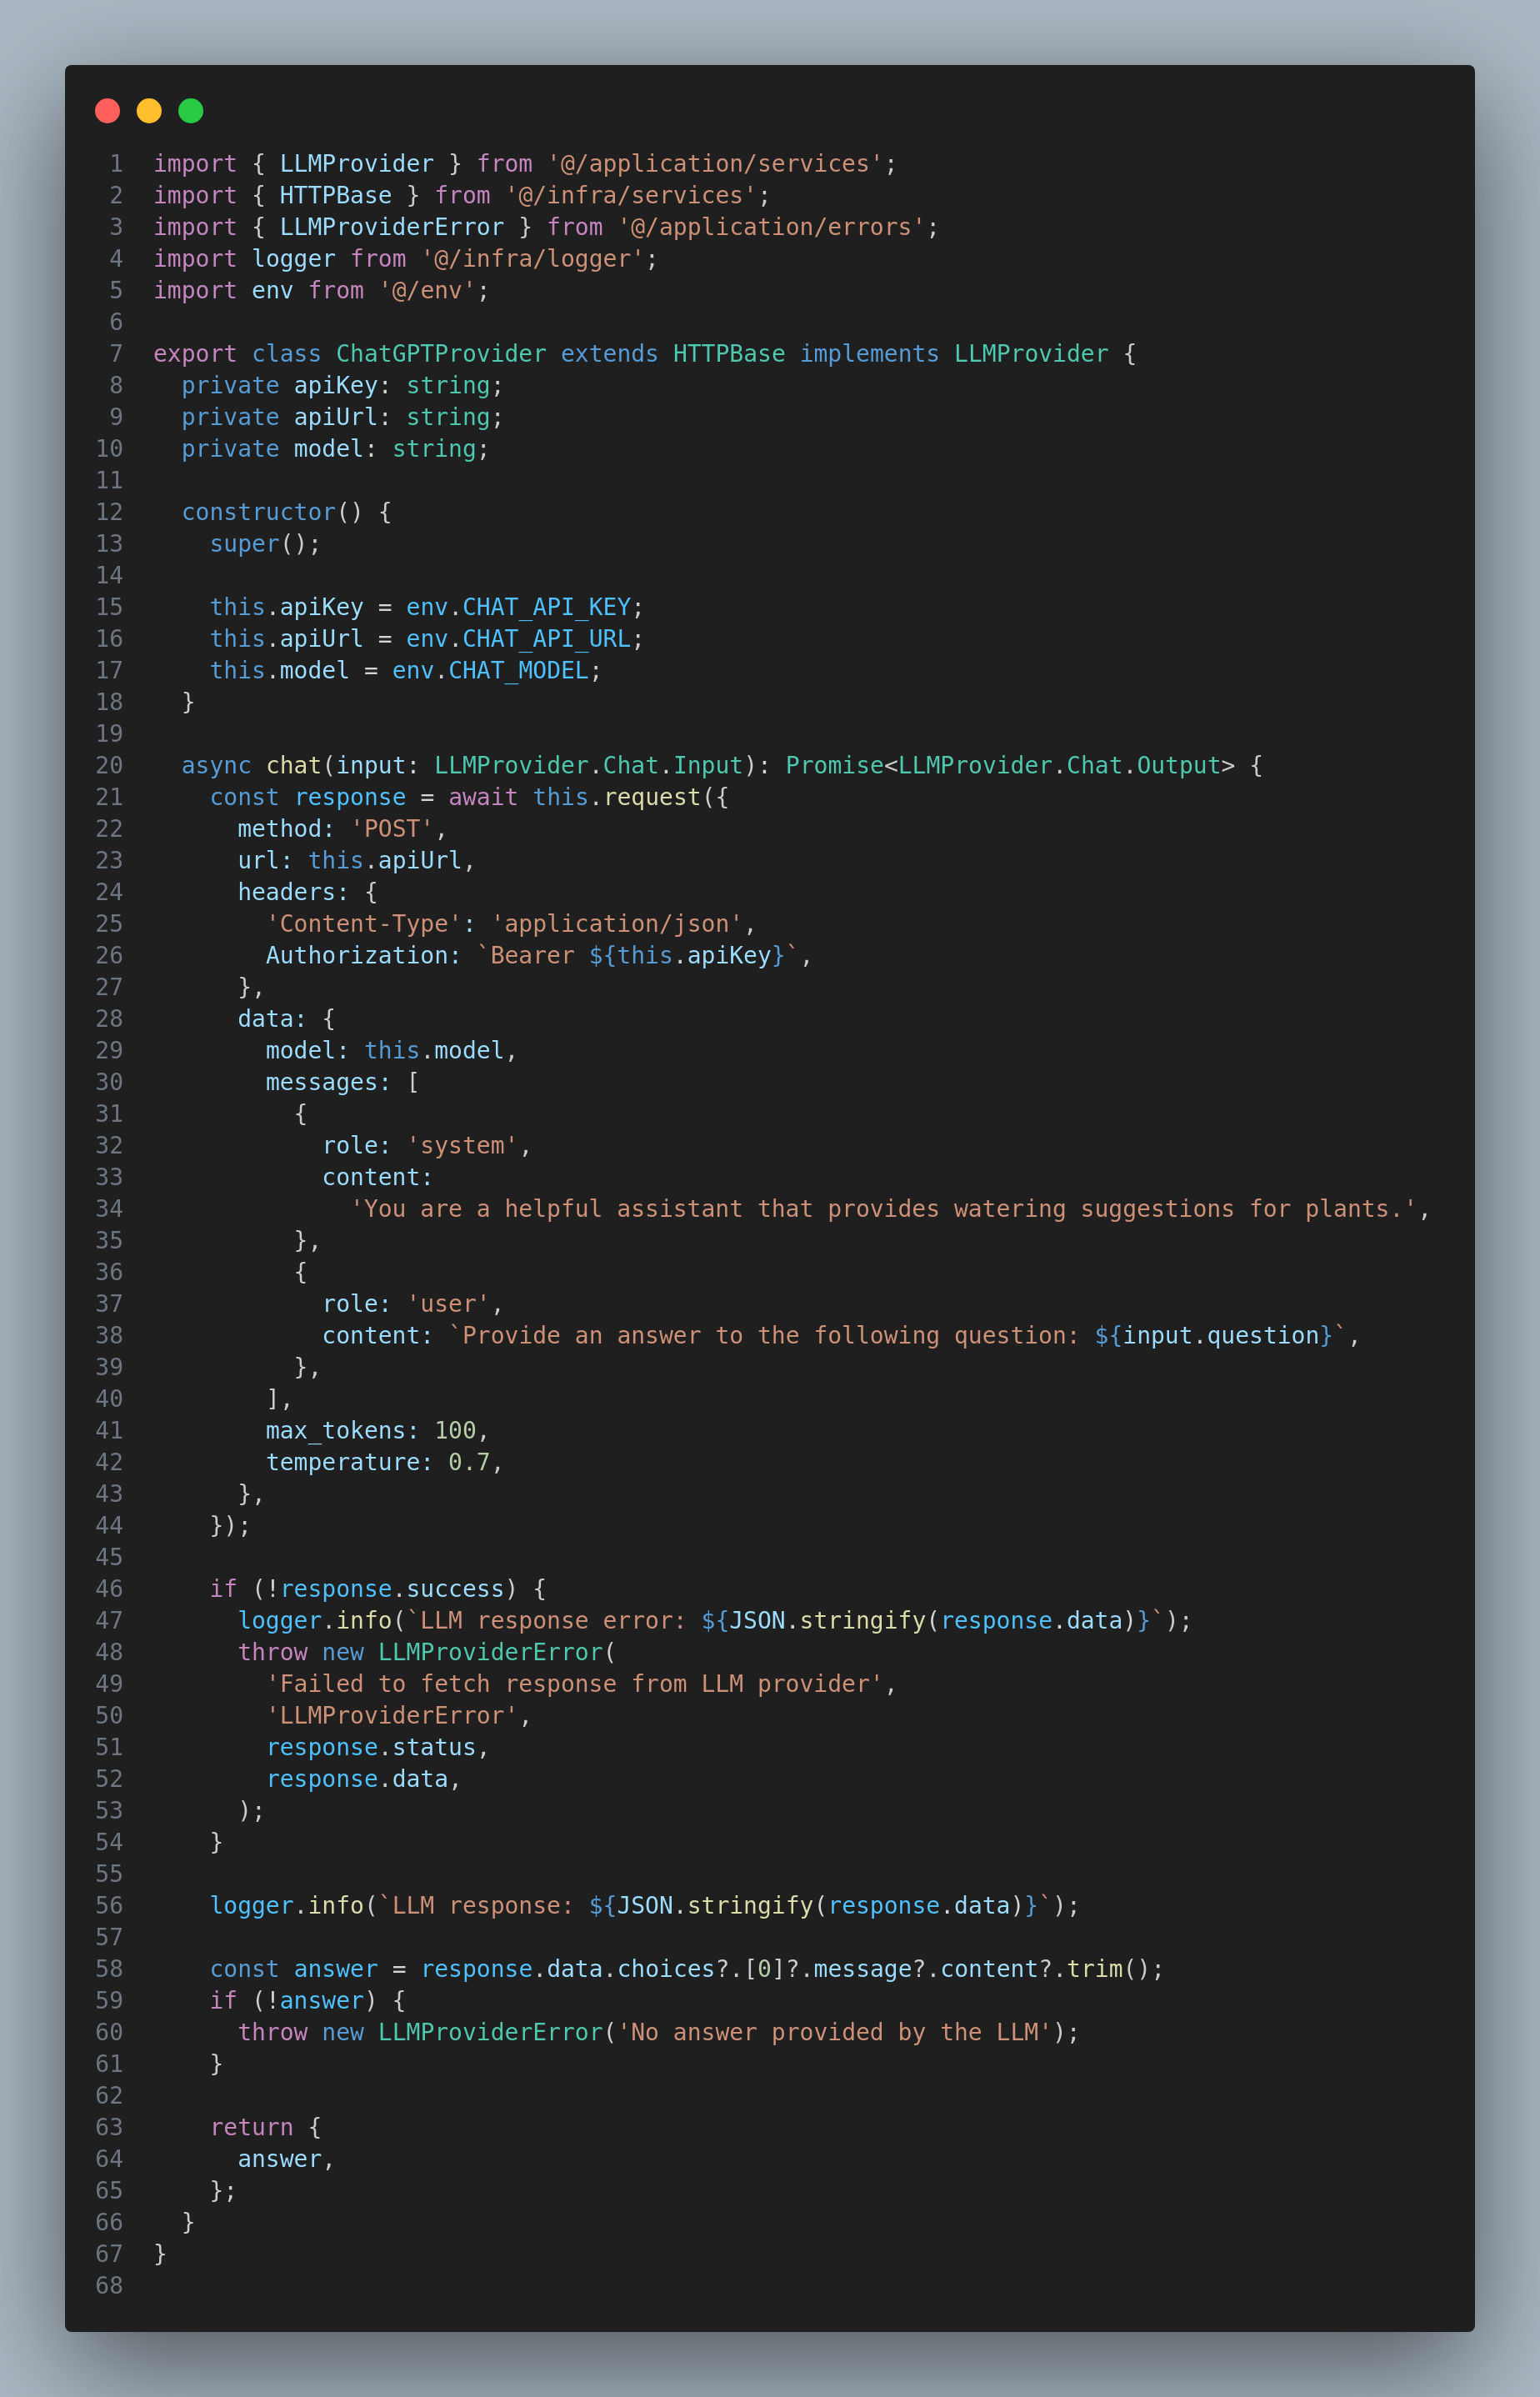 1 import { LLMProvider } from '@/application/services';
2 import { HTTPBase } from '@/infra/services';
3 import { LLMProviderError } from '@/application/errors';
4 import logger from '@/infra/logger';
5 import env from '@/env';
6
7 export class ChatGPTProvider extends HTTPBase implements LLMProvider {
8   private apiKey: string;
9   private apiUrl: string;
10   private model: string;
11
12   constructor() {
13     super();
14
15     this.apiKey = env.CHAT_API_KEY;
16     this.apiUrl = env.CHAT_API_URL;
17     this.model = env.CHAT_MODEL;
18   }
19
20   async chat(input: LLMProvider.Chat.Input): Promise<LLMProvider.Chat.Output> {
21     const response = await this.request({
22       method: 'POST',
23       url: this.apiUrl,
24       headers: {
25         'Content-Type': 'application/json',
26         Authorization: `Bearer ${this.apiKey}`,
27       },
28       data: {
29         model: this.model,
30         messages: [
31           {
32             role: 'system',
33             content:
34               'You are a helpful assistant that provides watering suggestions for plants.',
35           },
36           {
37             role: 'user',
38             content: `Provide an answer to the following question: ${input.question}`,
39           },
40         ],
41         max_tokens: 100,
42         temperature: 0.7,
43       },
44     });
45
46     if (!response.success) {
47       logger.info(`LLM response error: ${JSON.stringify(response.data)}`);
48       throw new LLMProviderError(
49         'Failed to fetch response from LLM provider',
50         'LLMProviderError',
51         response.status,
52         response.data,
53       );
54     }
55
56     logger.info(`LLM response: ${JSON.stringify(response.data)}`);
57
58     const answer = response.data.choices?.[0]?.message?.content?.trim();
59     if (!answer) {
60       throw new LLMProviderError('No answer provided by the LLM');
61     }
62
63     return {
64       answer,
65     };
66   }
67 }
68